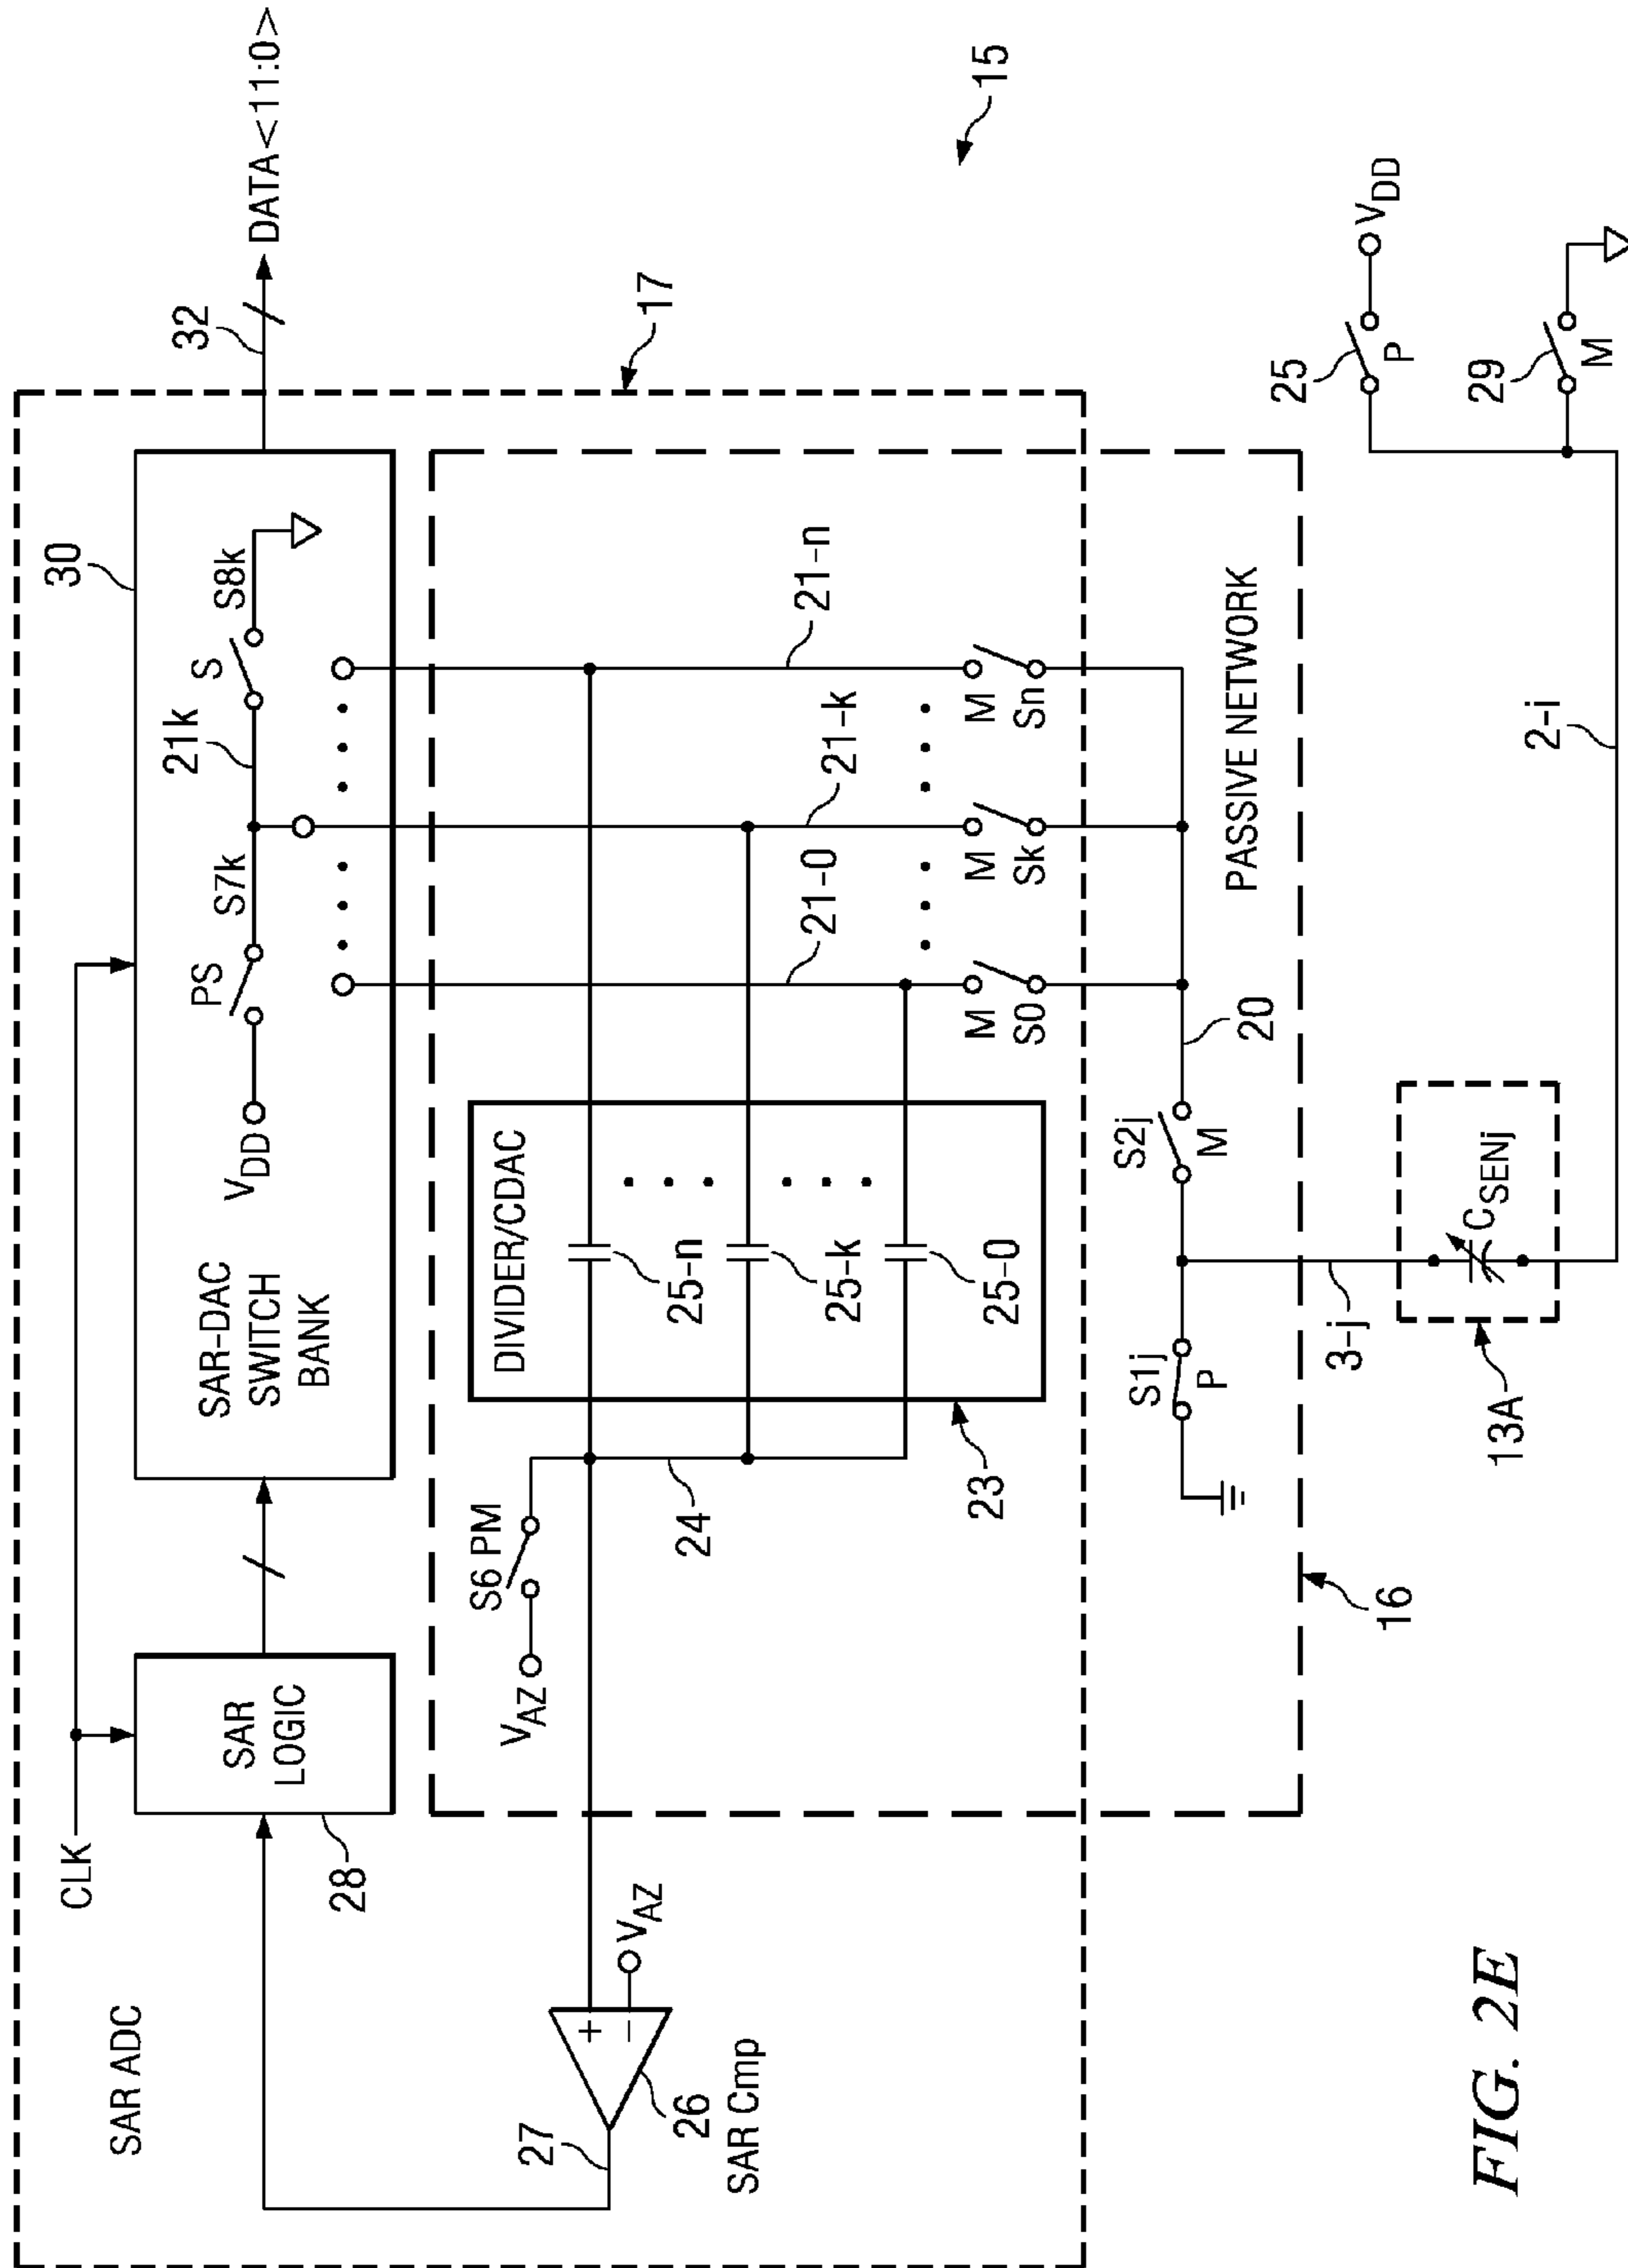 SAR ADC
CLK
SAR
LOGIC
28
SAR-DAC
SWITCH
BANK
VDD
PS
S7k
21k
S
S8k
30
32
DATA<11:0>
17
15
27
26
SAR Cmp
+
−
VAZ
VAZ
S6 PM
24
DIVIDER/CDAC
25-n
25-k
25-0
23
21-0
21-k
21-n
M
S0
M
Sk
M
Sn
PASSIVE NETWORK
20
S1j
P
S2j
M
16
3-j
13A
CSENj
2-i
25
P
VDD
29
M
FIG. 2E